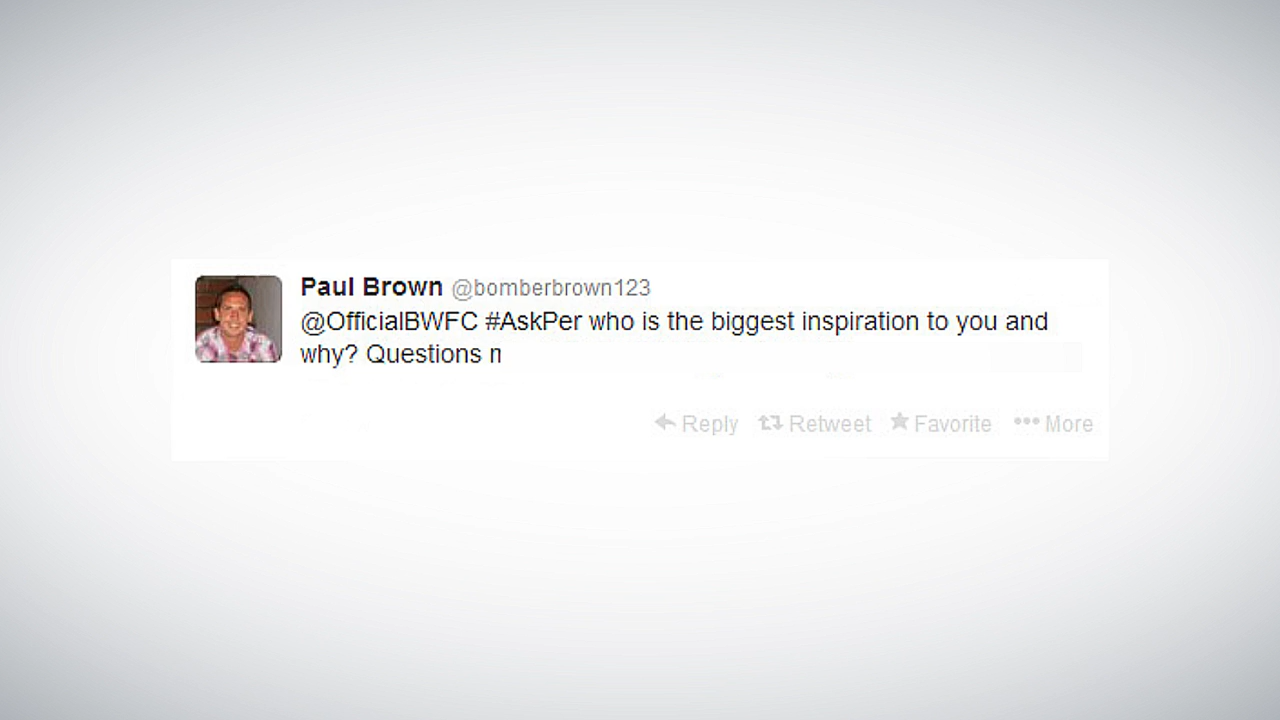 Paul Brown @bomberbrown123
@OfficialBWFC #AskPer who is the biggest inspiration to you and
why? Questions n
Reply Retweet Favorite More